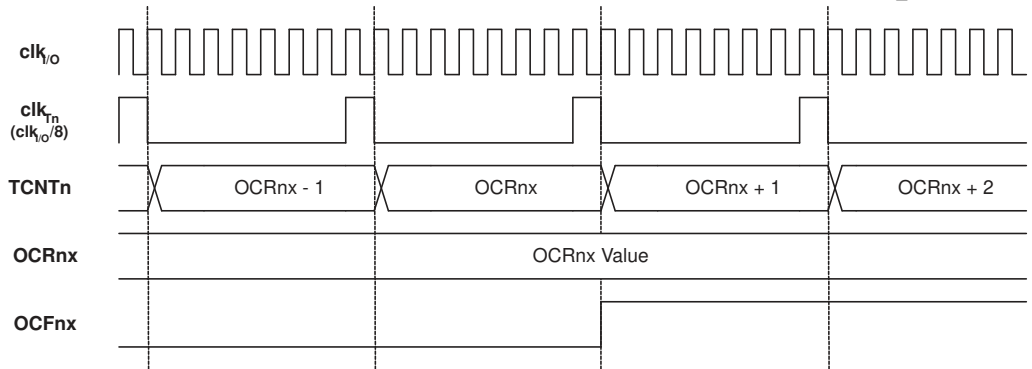 clkI/O
clkTn
(clkI/O/8)
TCNTn OCRnx - 1 OCRnx OCRnx + 1 OCRnx + 2
OCRnx OCRnx Value
OCFnx